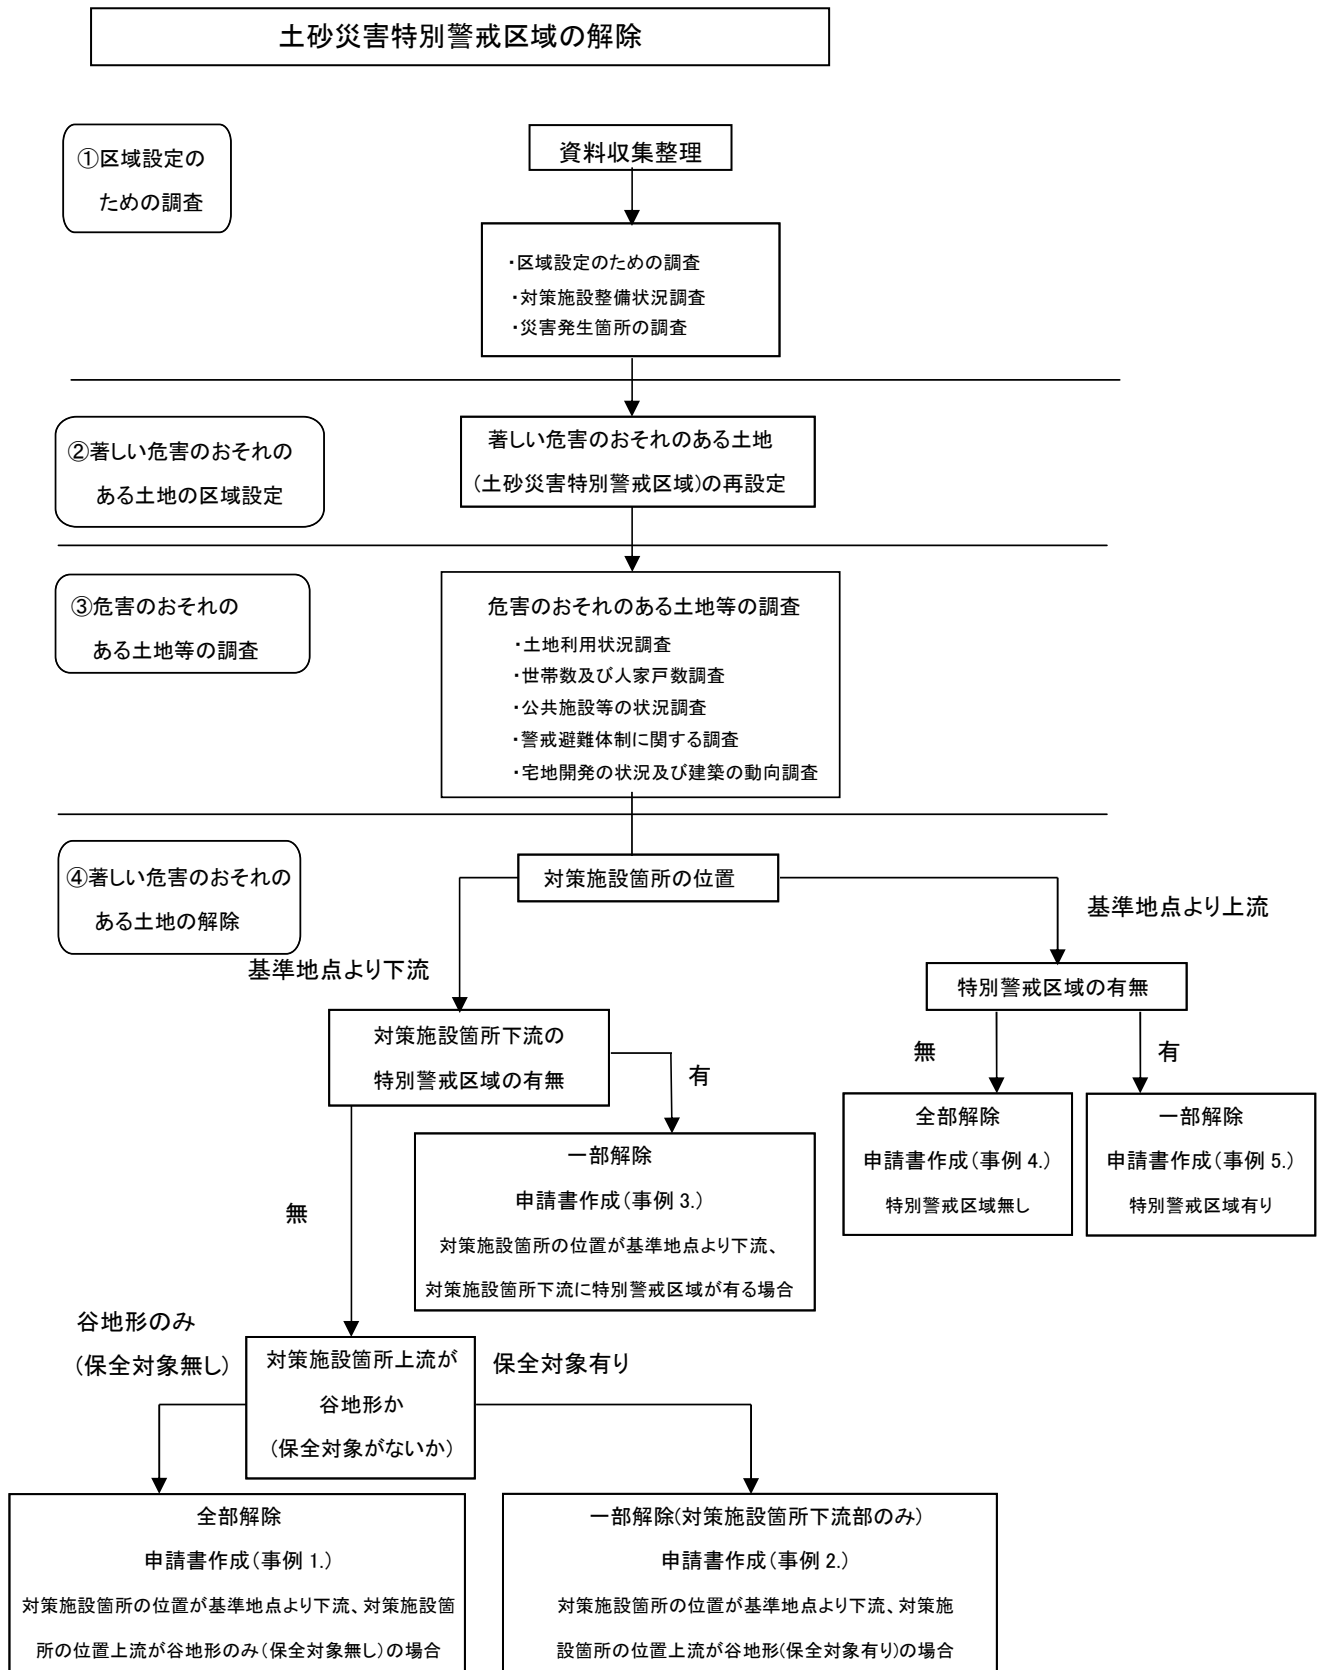 土砂災害特別警戒区域の解除
①区域設定の
ための調査
資料収集整理
・区域設定のための調査
・対策施設整備状況調査
・災害発生箇所の調査
②著しい危害のおそれの
ある土地の区域設定
著しい危害のおそれのある土地
(土砂災害特別警戒区域)の再設定
③危害のおそれの
ある土地等の調査
危害のおそれのある土地等の調査
・土地利用状況調査
・世帯数及び人家戸数調査
・公共施設等の状況調査
・警戒避難体制に関する調査
・宅地開発の状況及び建築の動向調査
④著しい危害のおそれの
ある土地の解除
対策施設箇所の位置
基準地点より上流
基準地点より下流
特別警戒区域の有無
対策施設箇所下流の
特別警戒区域の有無
無
有
有
全部解除
申請書作成(事例 4.)
特別警戒区域無し
一部解除
申請書作成(事例 5.)
特別警戒区域有り
一部解除
申請書作成(事例 3.)
対策施設箇所の位置が基準地点より下流、
対策施設箇所下流に特別警戒区域が有る場合
無
谷地形のみ
(保全対象無し)
対策施設箇所上流が
谷地形か
(保全対象がないか)
保全対象有り
全部解除
申請書作成(事例 1.)
対策施設箇所の位置が基準地点より下流、対策施設箇
所の位置上流が谷地形のみ(保全対象無し)の場合
一部解除(対策施設箇所下流部のみ)
申請書作成(事例 2.)
対策施設箇所の位置が基準地点より下流、対策施
設箇所の位置上流が谷地形(保全対象有り)の場合